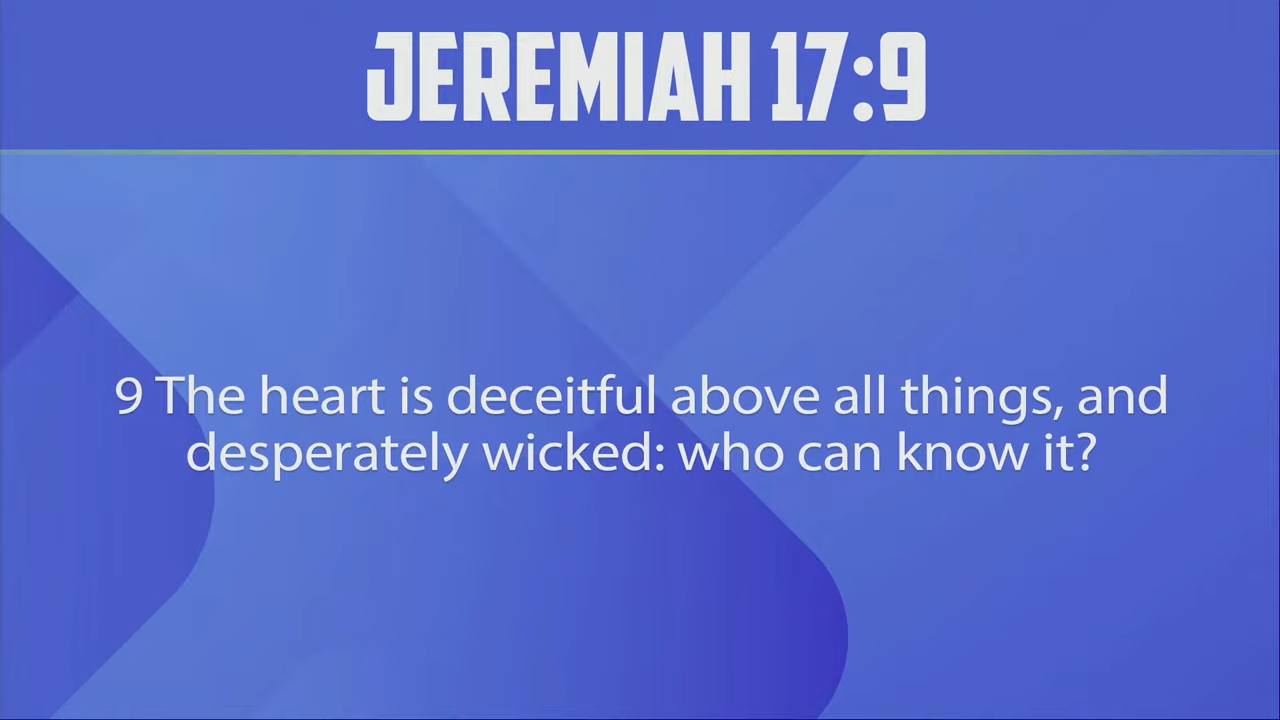 JEREMIAH 17:9
9 The heart is deceitful above all things, and
desperately wicked: who can know it?